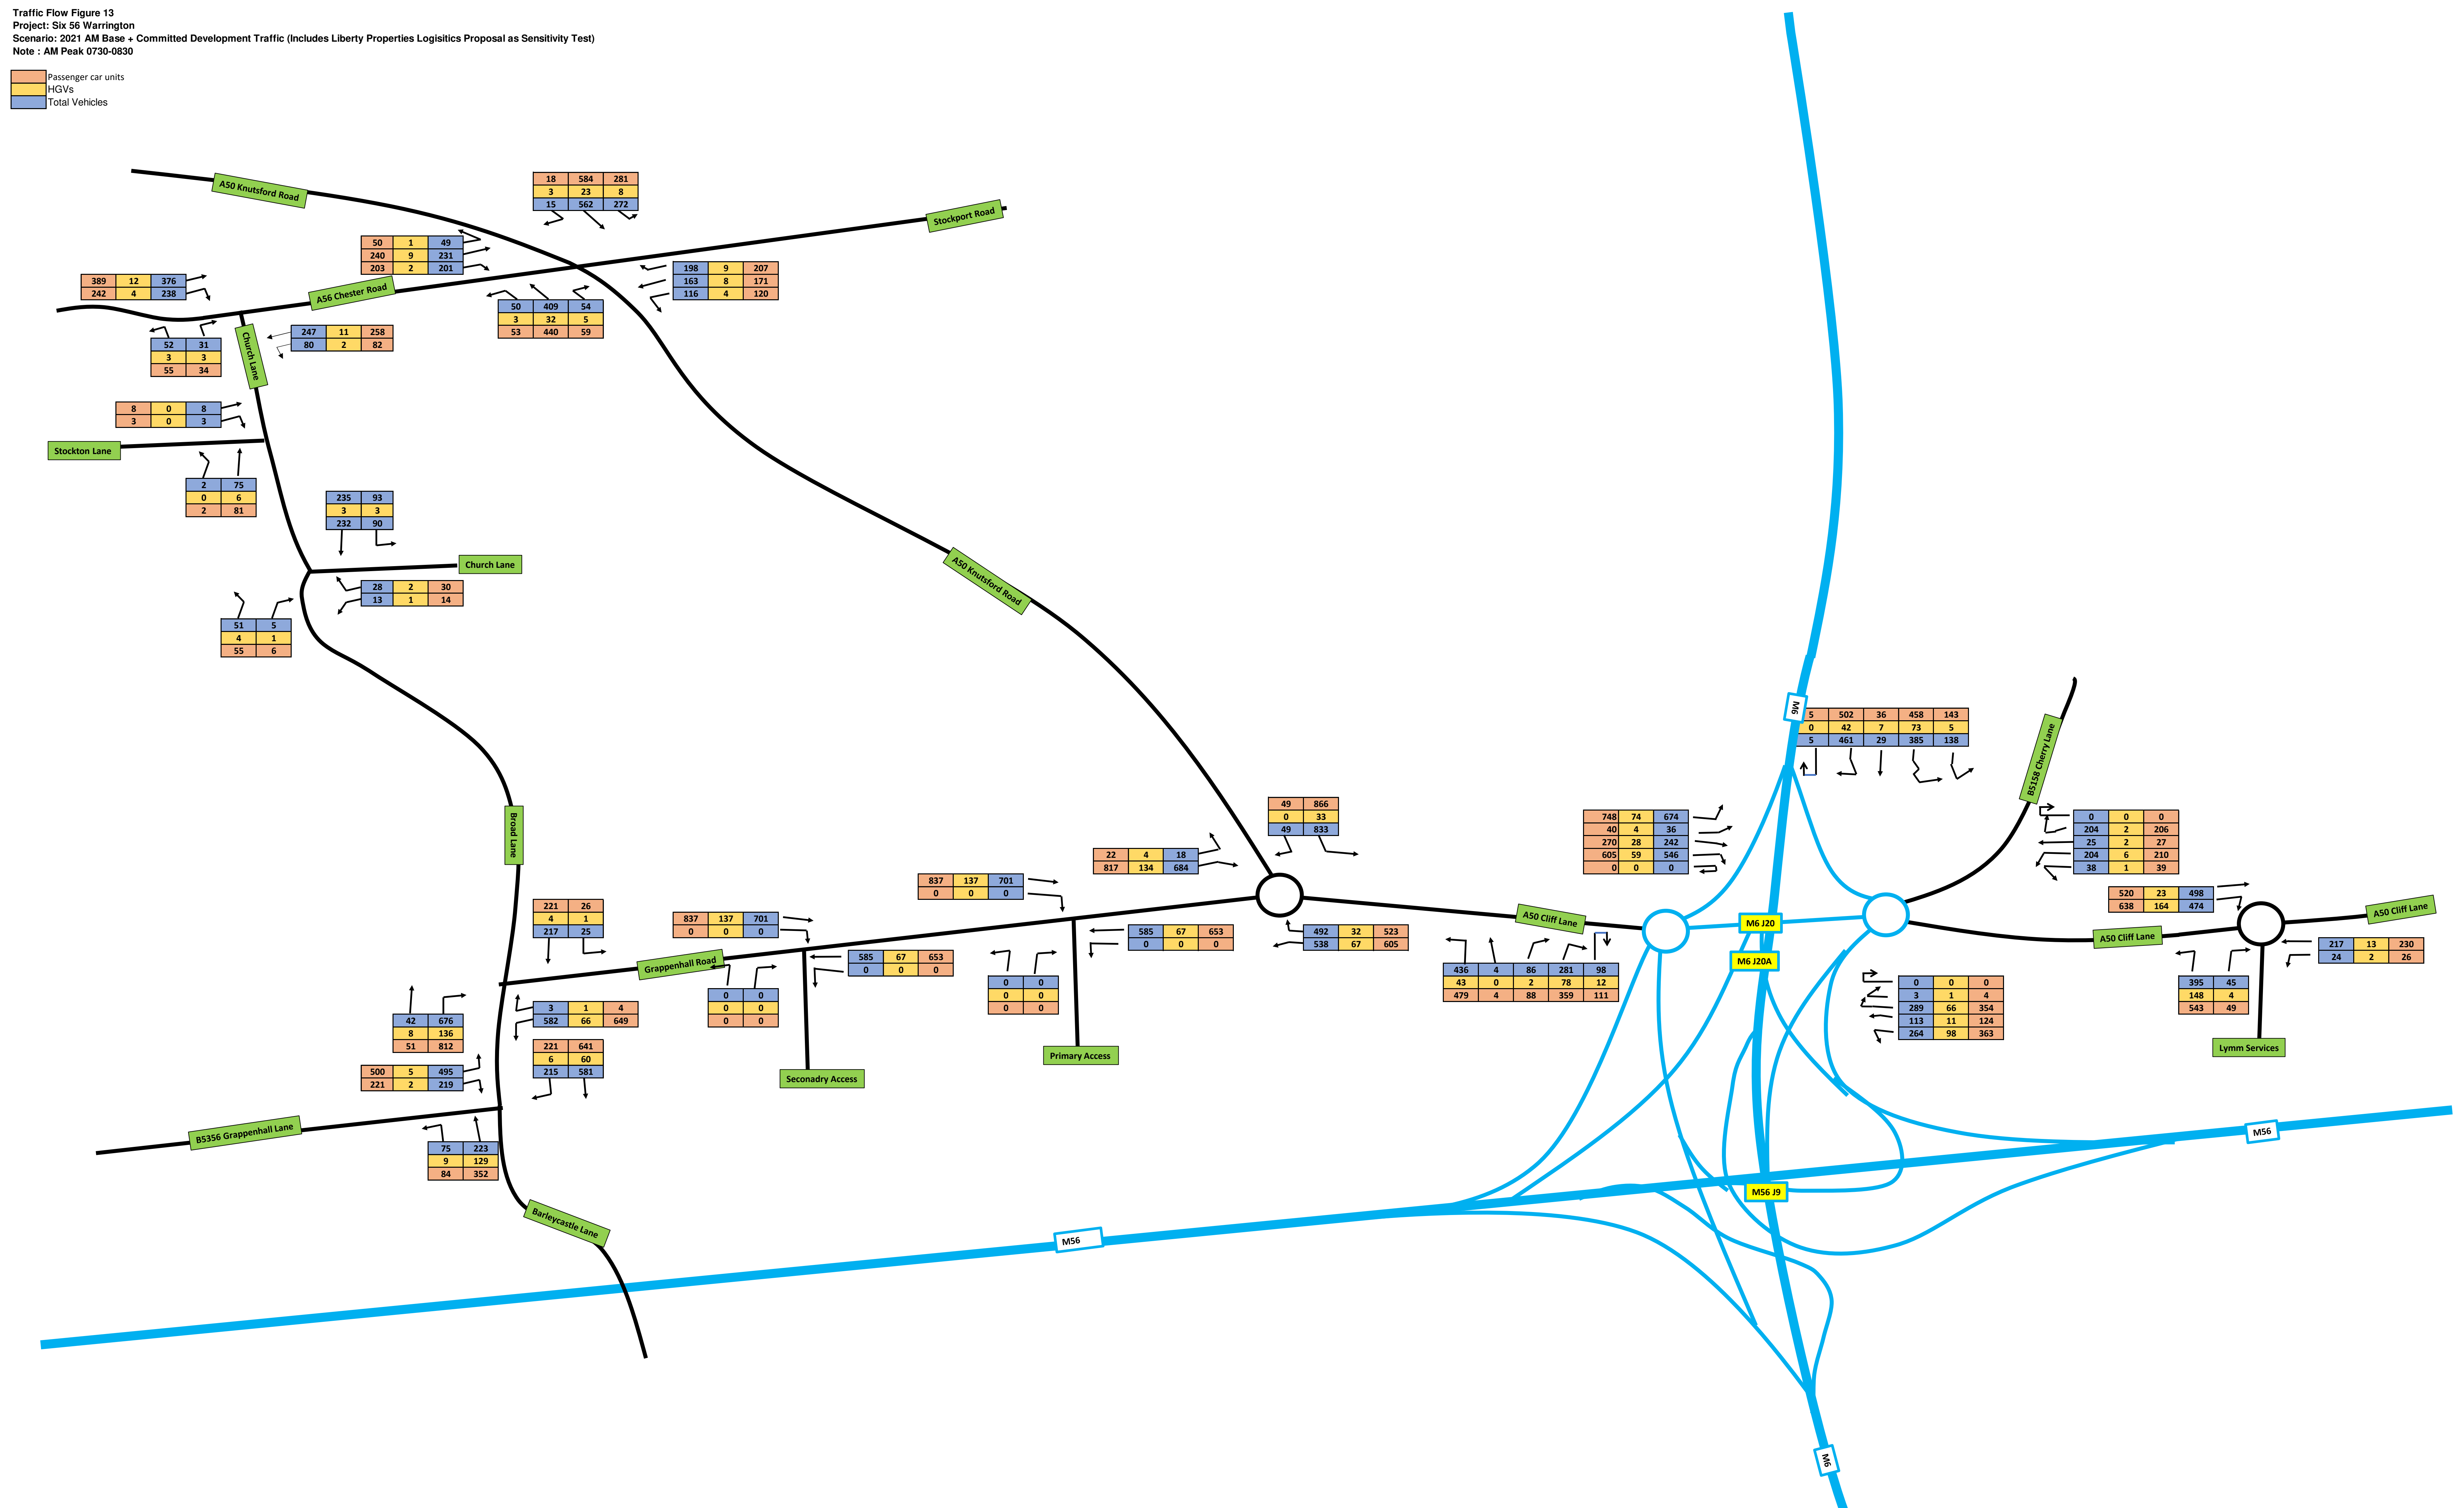 Traffic Flow Figure 13
Project: Six 56 Warrington
Scenario: 2021 AM Base + Committed Development Traffic (Includes Liberty Properties Logisitics Proposal as Sensitivity Test)
Note : AM Peak 0730-0830
Passenger car units
HGVs
Total Vehicles
A50 Knutsford Road
18 584 281
3 23 8
15 562 272
Stockport Road
50 1 49
240 9 231
203 2 201
389 12 376
242 4 238
A56 Chester Road
198 9 207
163 8 171
116 4 120
50 409 54
3 32 5
53 440 59
52 31
3 3
55 34
Church Lane
247 11 258
80 2 82
8 0 8
3 0 3
Stockton Lane
2 75
0 6
2 81
235 93
3 3
232 90
Church Lane
28 2 30
13 1 14
51 5
4 1
55 6
A50 Knutsford Road
M6
5 502 36 458 143
0 42 7 73 5
5 461 29 385 138
B5158 Cherry Lane
Broad Lane
49 866
0 33
49 833
748 74 674
40 4 36
270 28 242
605 59 546
0 0 0
0 0 0
204 2 206
25 2 27
204 6 210
38 1 39
22 4 18
817 134 684
837 137 701
0 0 0
520 23 498
638 164 474
221 26
4 1
217 25
837 137 701
0 0 0
A50 Cliff Lane
M6 J20
A50 Cliff Lane
A50 Cliff Lane
585 67 653
0 0 0
492 32 523
538 67 605
217 13 230
24 2 26
Grappenhall Road
585 67 653
0 0 0
M6 J20A
436 4 86 281 98
43 0 2 78 12
479 4 88 359 111
0 0
0 0
0 0
0 0
0 0
0 0
0 0 0
3 1 4
289 66 354
113 11 124
264 98 363
395 45
148 4
543 49
3 1 4
582 66 649
42 676
8 136
51 812
221 641
6 60
215 581
Primary Access
Lymm Services
500 5 495
221 2 219
Seconadry Access
B5356 Grappenhall Lane
75 223
9 129
84 352
M56
M56 J9
Barleycastle Lane
M56
M6